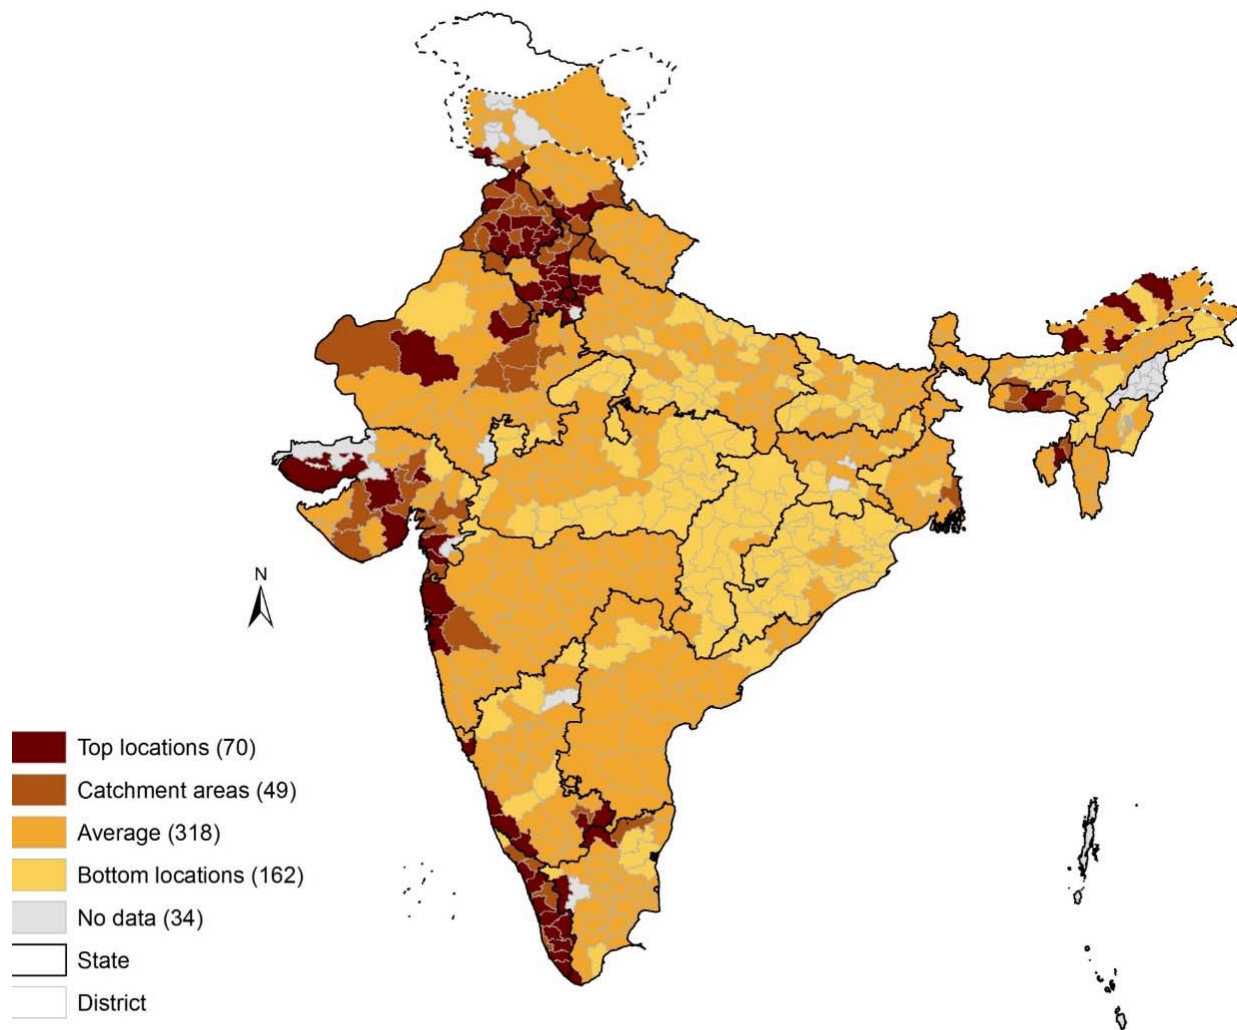 N
Top locations (70)
Catchment areas (49)
Average (318)
Bottom locations (162)
No data (34)
State
District